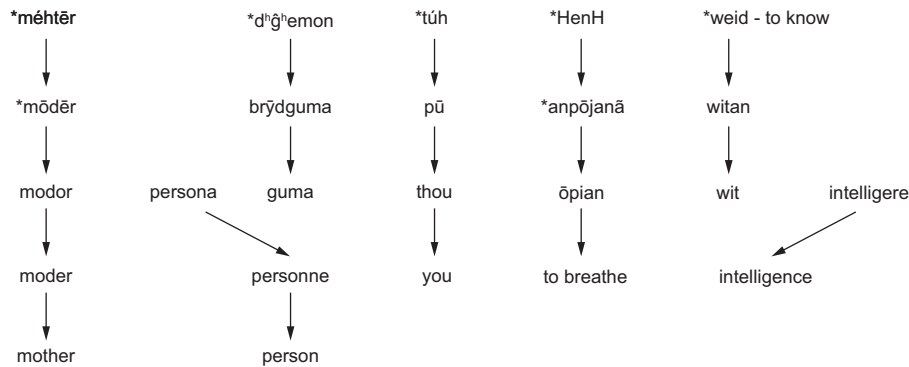 *méhtēr *dʰĝʰemon *túh *HenH *weid - to know
*mōdēr brȳdguma pū *anpōjanã witan
modor persona guma thou ōpian wit intelligere
moder personne you to breathe intelligence
mother person